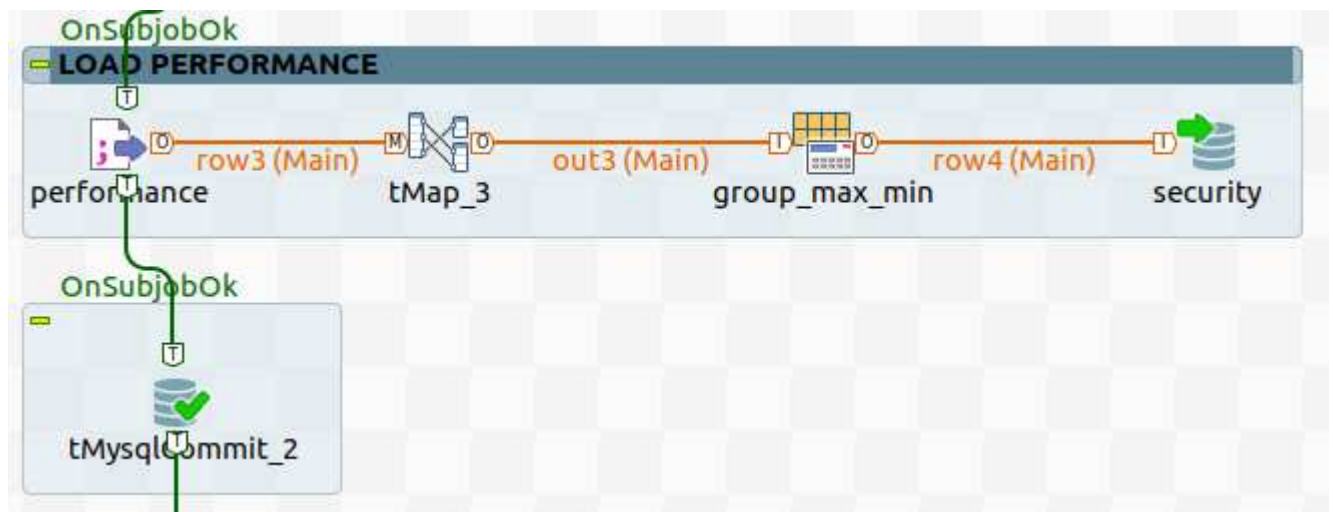 OnSubjobOk
LOAD PERFORMANCE
T
O
row3 (Main)
M
O
out3 (Main)
I
O
row4 (Main)
I
performance
T
tMap_3
group_max_min
security
OnSubjobOk
T
tMysqlCommit_2
T